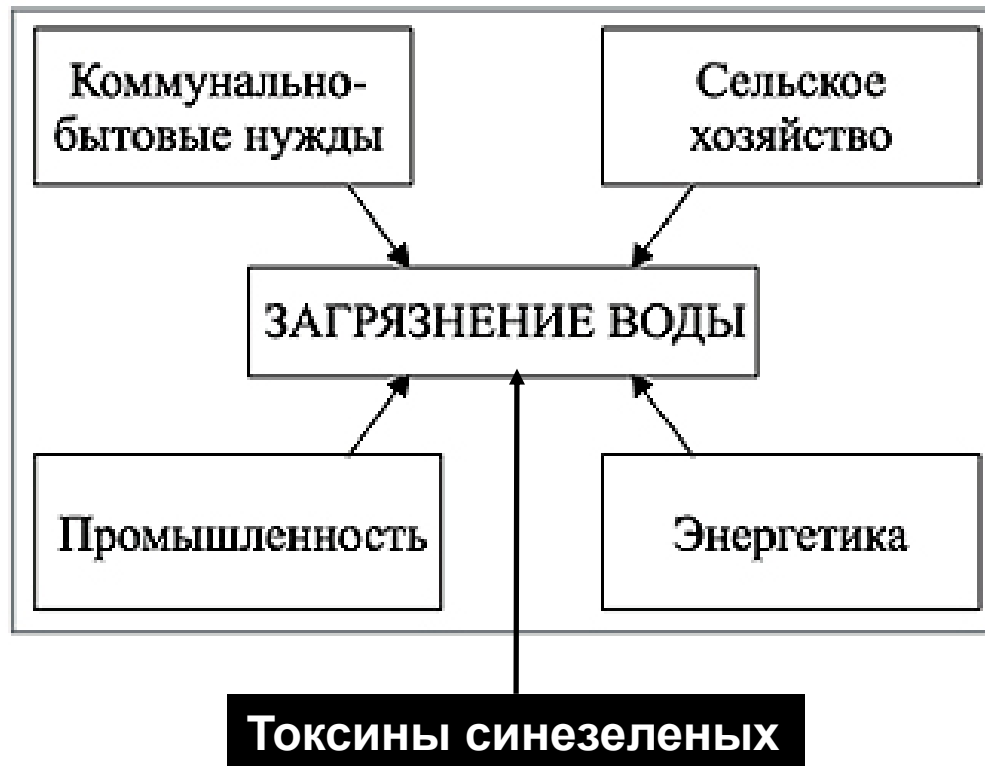 Коммунально-
бытовые нужды
Сельское
хозяйство
ЗАГРЯЗНЕНИЕ ВОДЫ
Промышленность
Энергетика
Токсины синезеленых